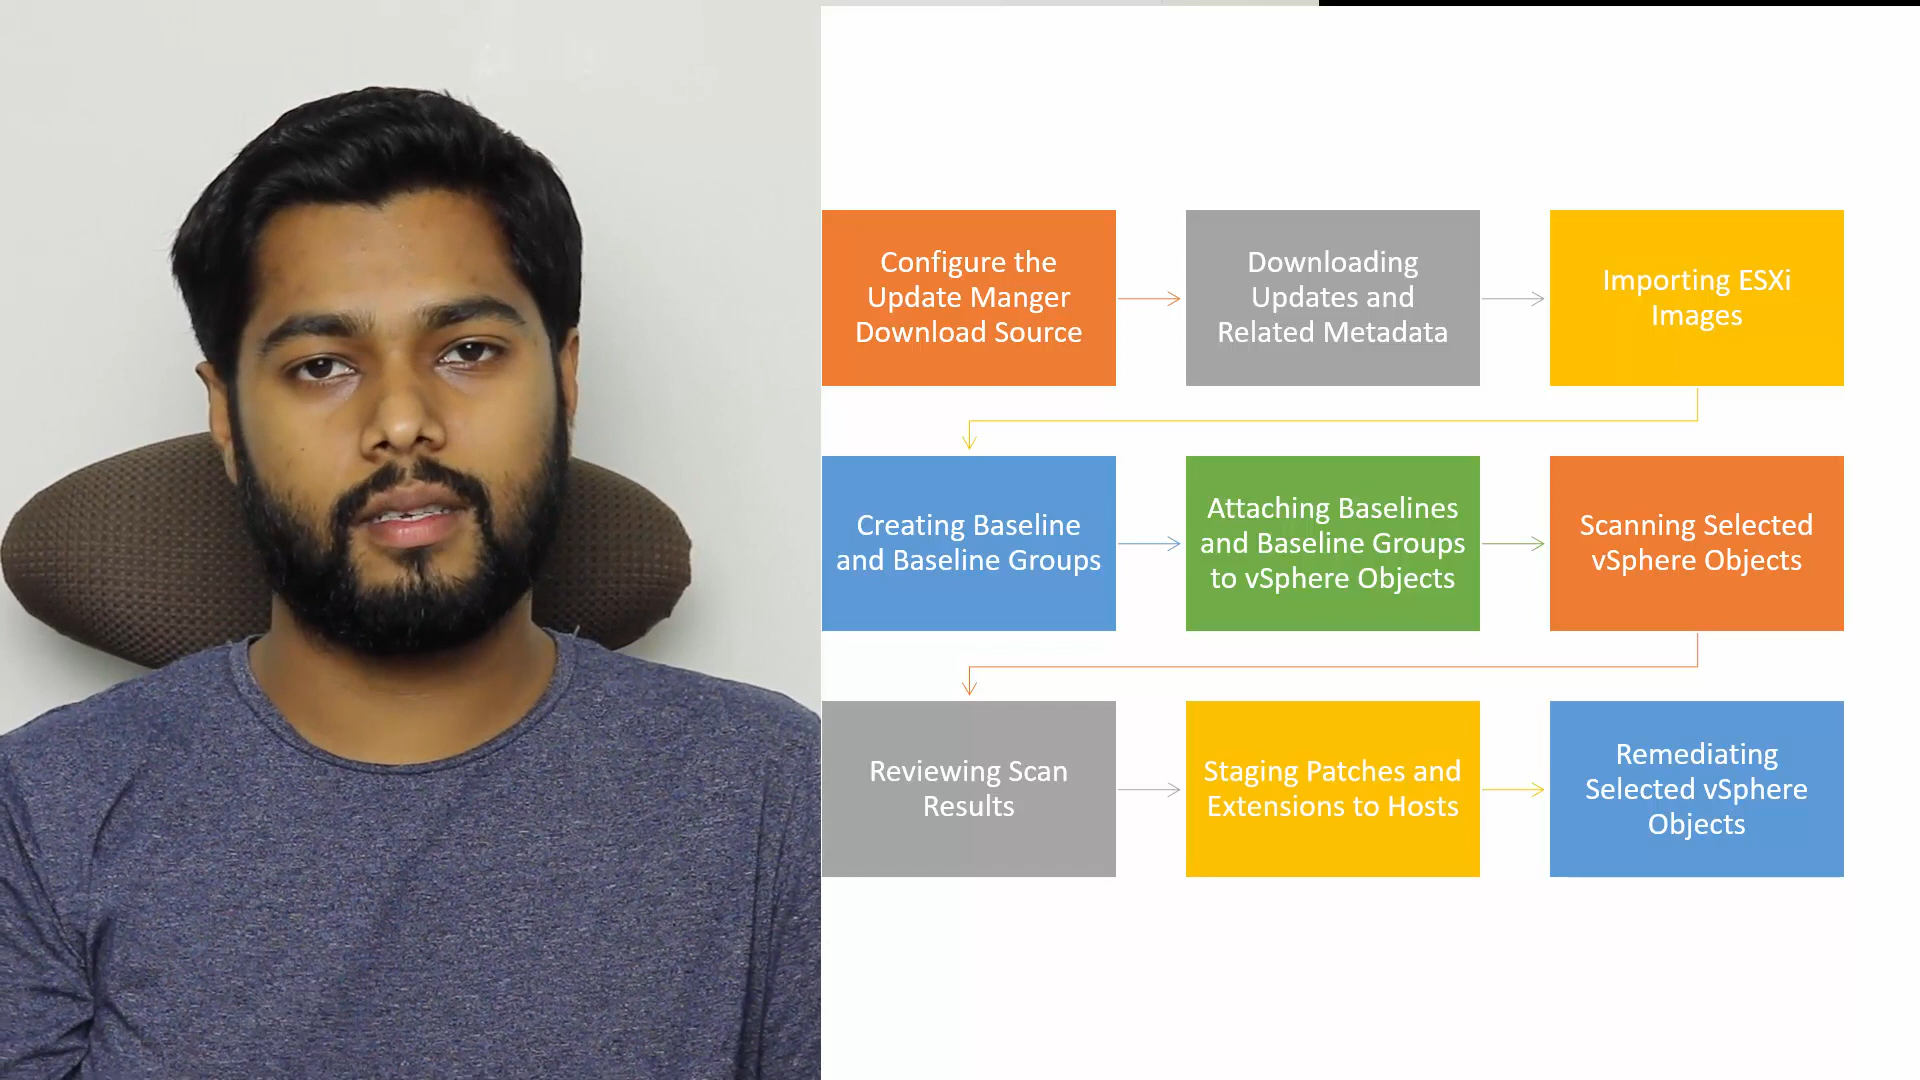 Configure the
Update Manger
Download Source
Downloading
Updates and
Related Metadata
Importing ESXi
Images
Creating Baseline
and Baseline Groups
Attaching Baselines
and Baseline Groups
to vSphere Objects
Scanning Selected
vSphere Objects
Reviewing Scan
Results
Staging Patches and
Extensions to Hosts
Remediating
Selected vSphere
Objects